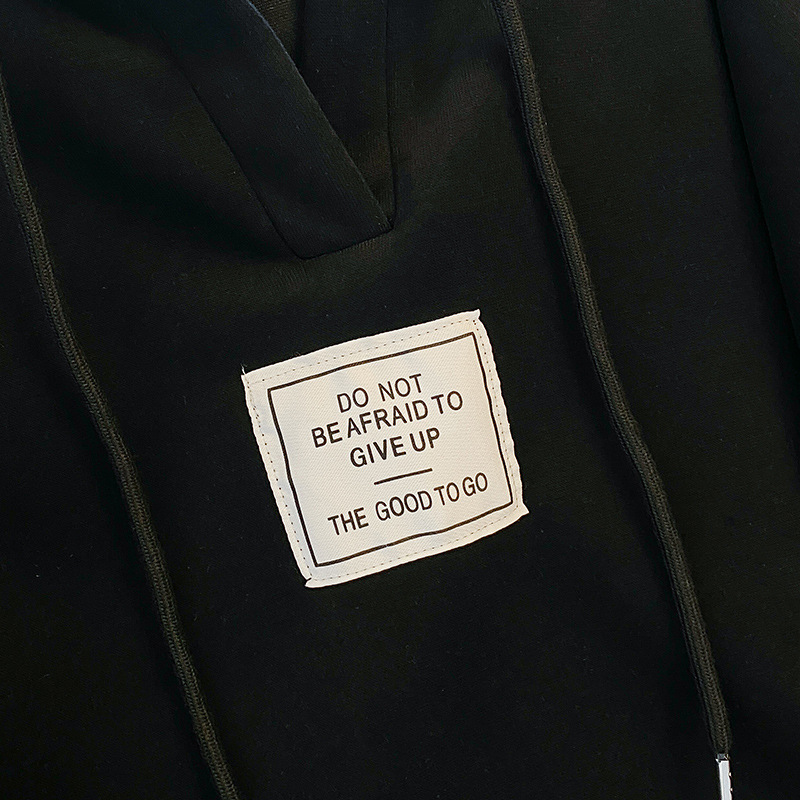 DO NOT
BE AFRAID TO
GIVE UP
THE GOOD TO GO